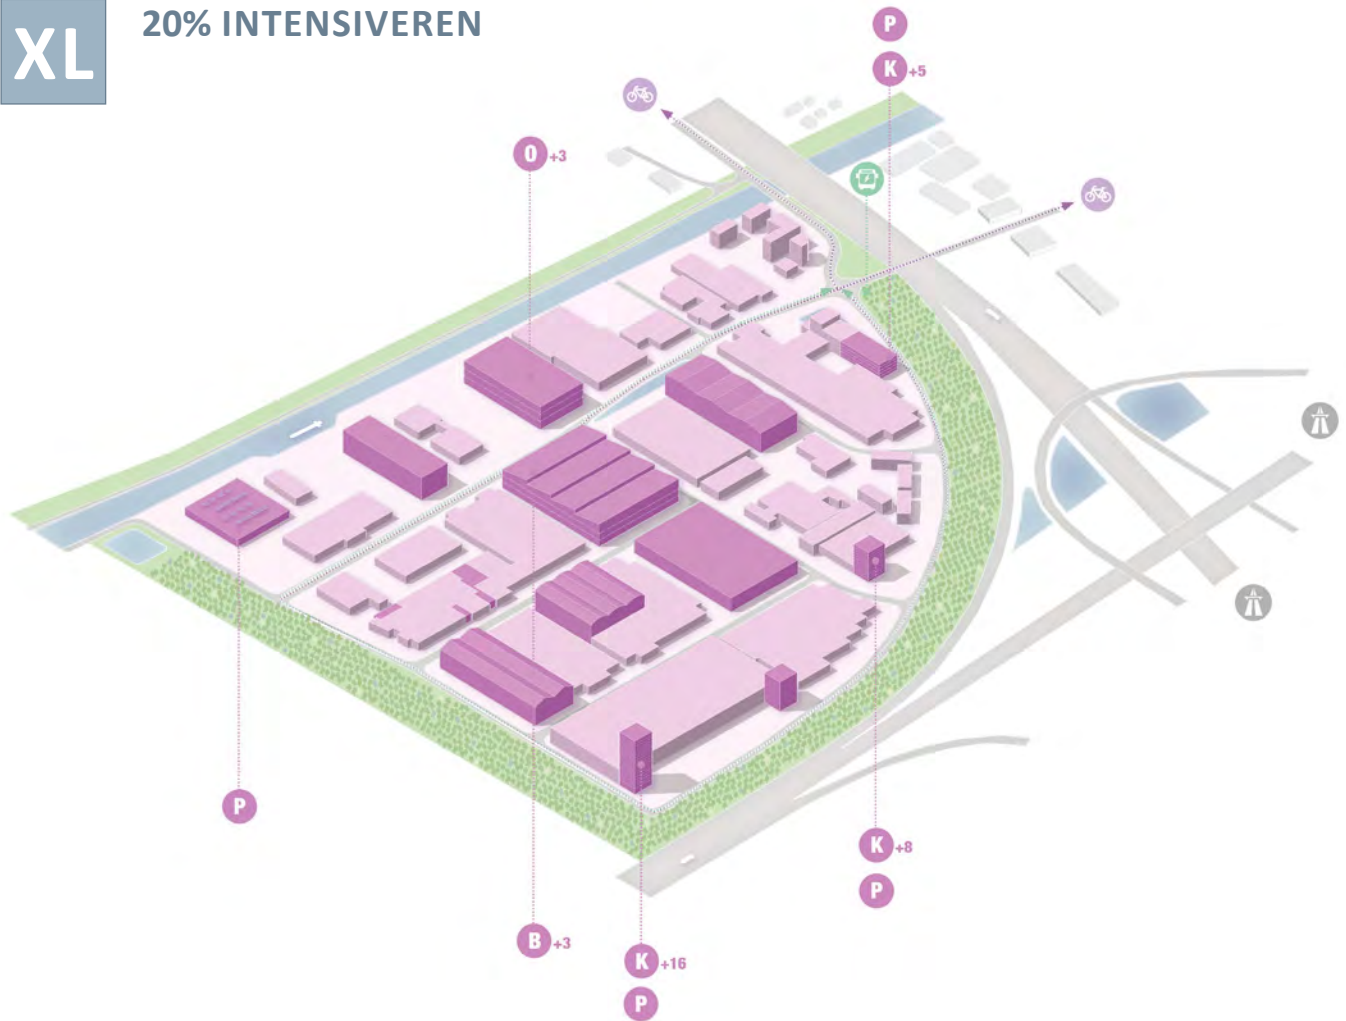 XL
20% INTENSIVEREN
P
K +5
O +3
P
K +8
P
B +3
K +16
P